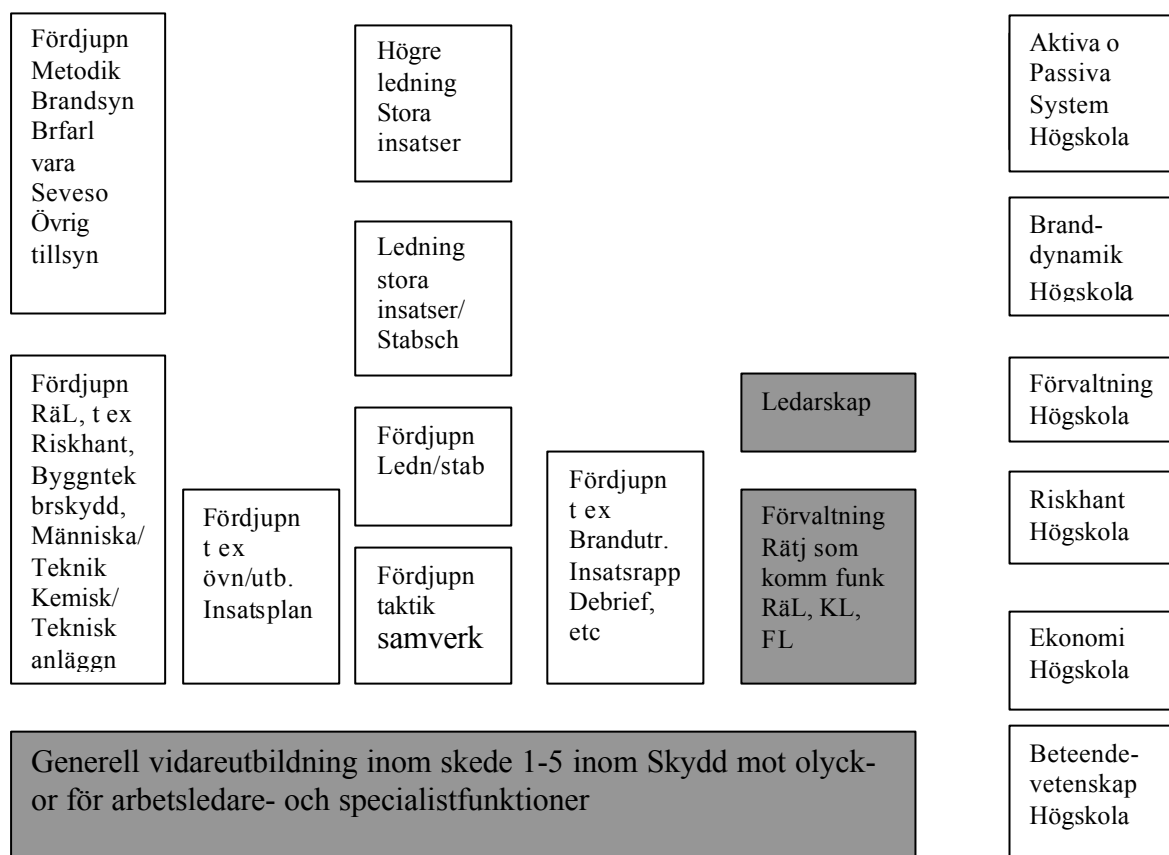 Fördjupn
Metodik
Brandsyn
Brfarl
vara
Seveso
Övrig
tillsyn
Fördjupn
RäL, t ex
Riskhant,
Byggntek
brskydd,
Människa/
Teknik
Kemisk/
Teknisk
anläggn
Fördjupn
t ex
övn/utb.
Insatsplan
Högre
ledning
Stora
insatser
Ledning
stora
insatser/
Stabsch
Fördjupn
Ledn/stab
Fördjupn
taktik
samverk
Fördjupn
t ex
Brandutr.
Insatsrapp
Debrief,
etc
Ledarskap
Förvaltning
Rätj som
komm funk
RäL, KL,
FL
Generell vidareutbildning inom skede 1-5 inom Skydd mot olyck-
or för arbetsledare- och specialistfunktioner
Aktiva o
Passiva
System
Högskola
Brand-
dynamik
Högskola
Förvaltning
Högskola
Riskhant
Högskola
Ekonomi
Högskola
Beteende-
vetenskap
Högskola